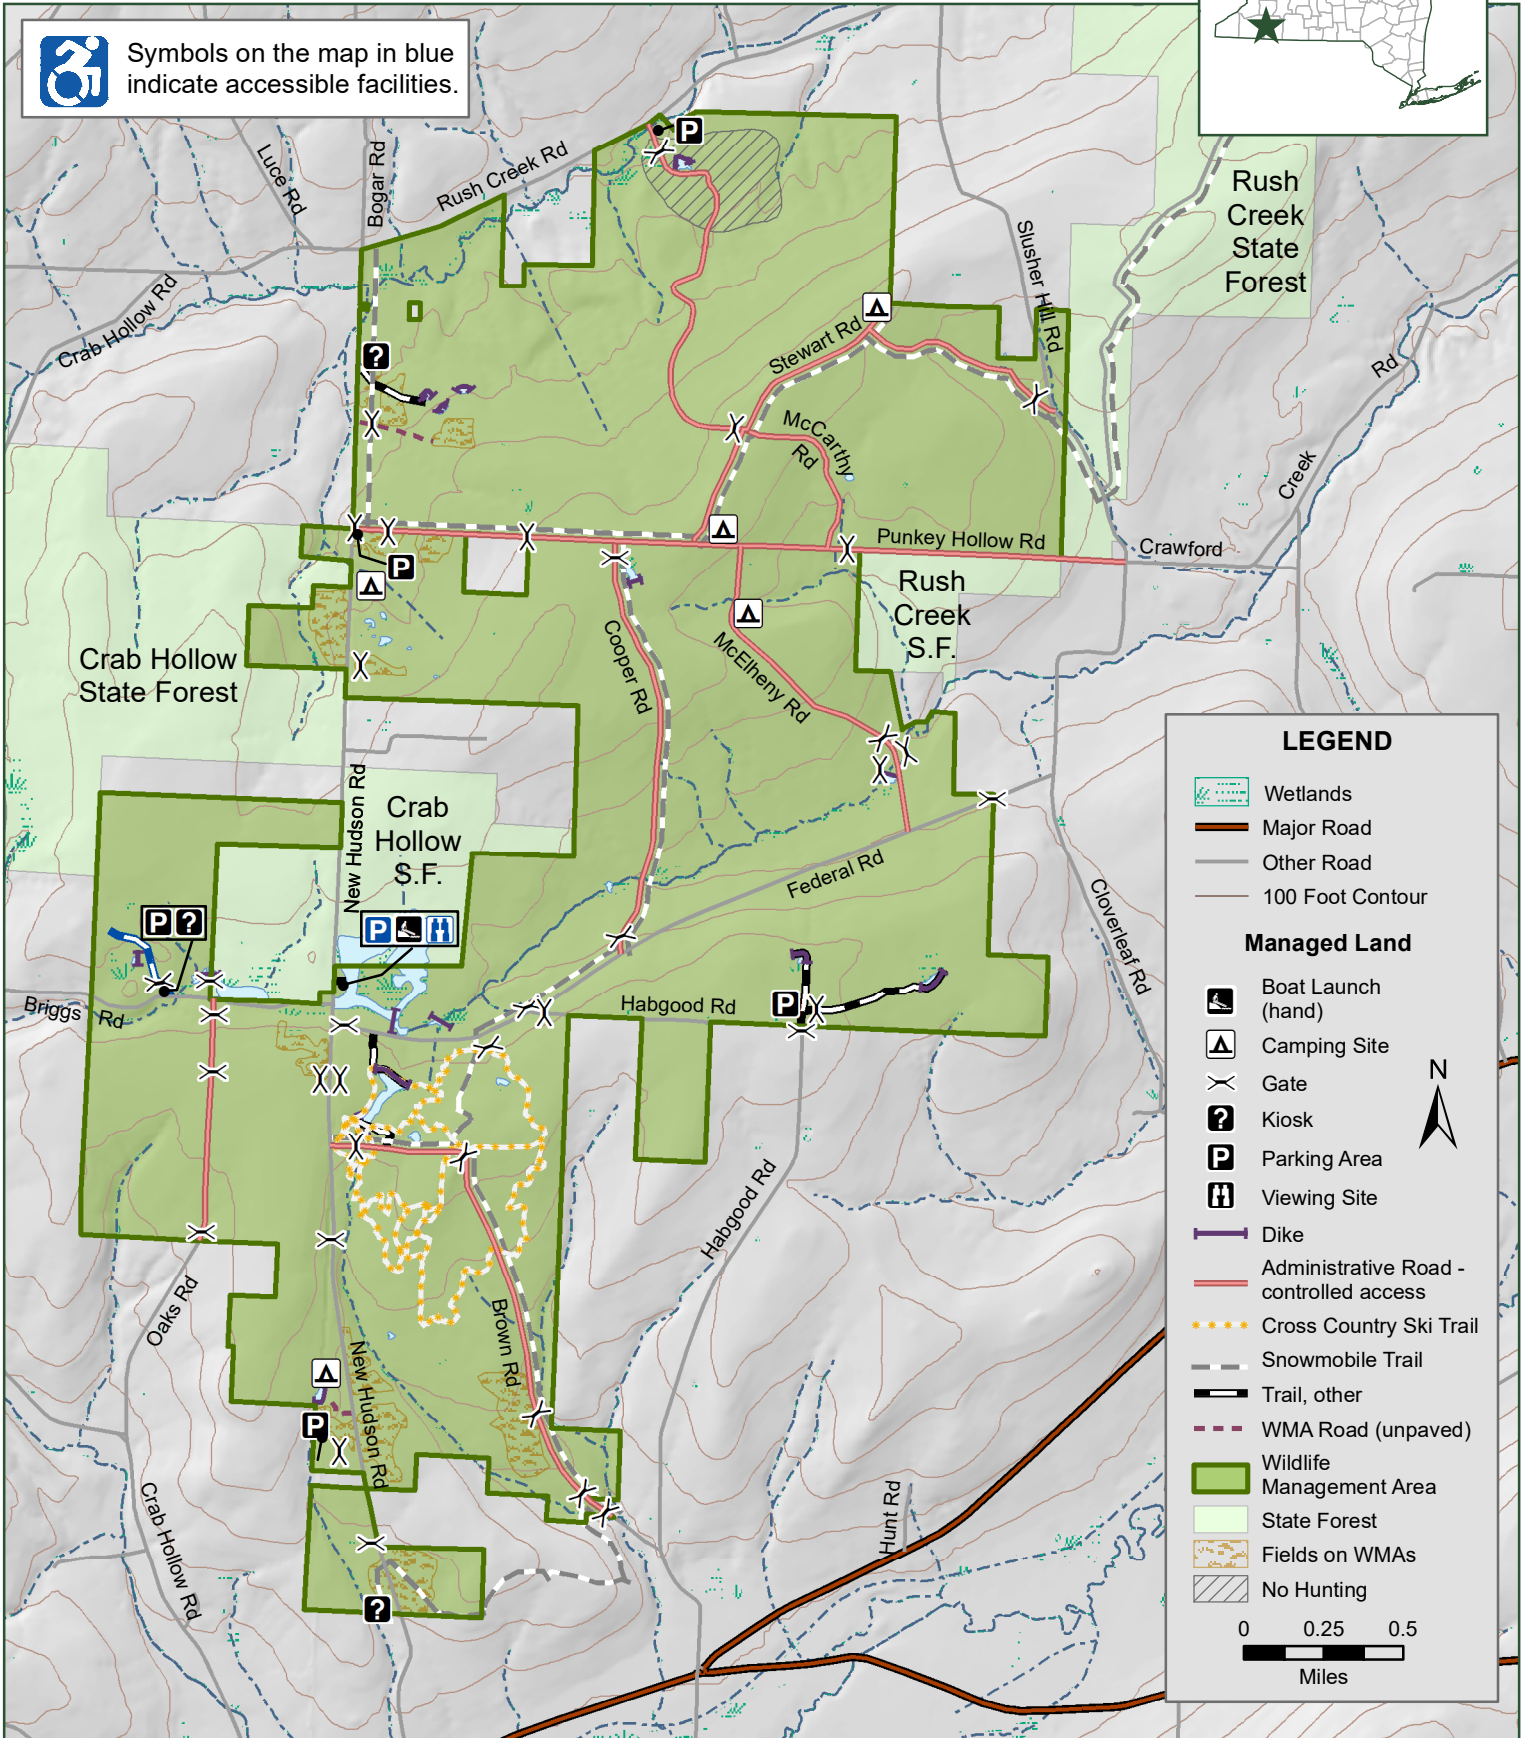 Symbols on the map in blue
indicate accessible facilities.
Luce Rd
Bogar Rd
Rush Creek Rd
P
Rush
Creek
State
Forest
Slusher Hill Rd
Crab Hollow Rd
Stewart Rd
?
Rd
McCarthy
Rd
Creek
Punkey Hollow Rd
Crawford
P
Rush
Creek
S.F.
Cooper Rd
McElheny Rd
Crab Hollow
State Forest
New Hudson Rd
Crab
Hollow
S.F.
Federal Rd
Cloverleaf Rd
P ?
P
Briggs Rd
Habgood Rd
P
Habgood Rd
Oaks Rd
Brown Rd
New Hudson Rd
P
Crab Hollow Rd
Hunt Rd
?
LEGEND
Wetlands
Major Road
Other Road
100 Foot Contour
Managed Land
Boat Launch
(hand)
Camping Site
Gate
? Kiosk
P Parking Area
Viewing Site
Dike
Administrative Road -
controlled access
Cross Country Ski Trail
Snowmobile Trail
Trail, other
WMA Road (unpaved)
Wildlife
Management Area
State Forest
Fields on WMAs
No Hunting
N
0 0.25 0.5
Miles